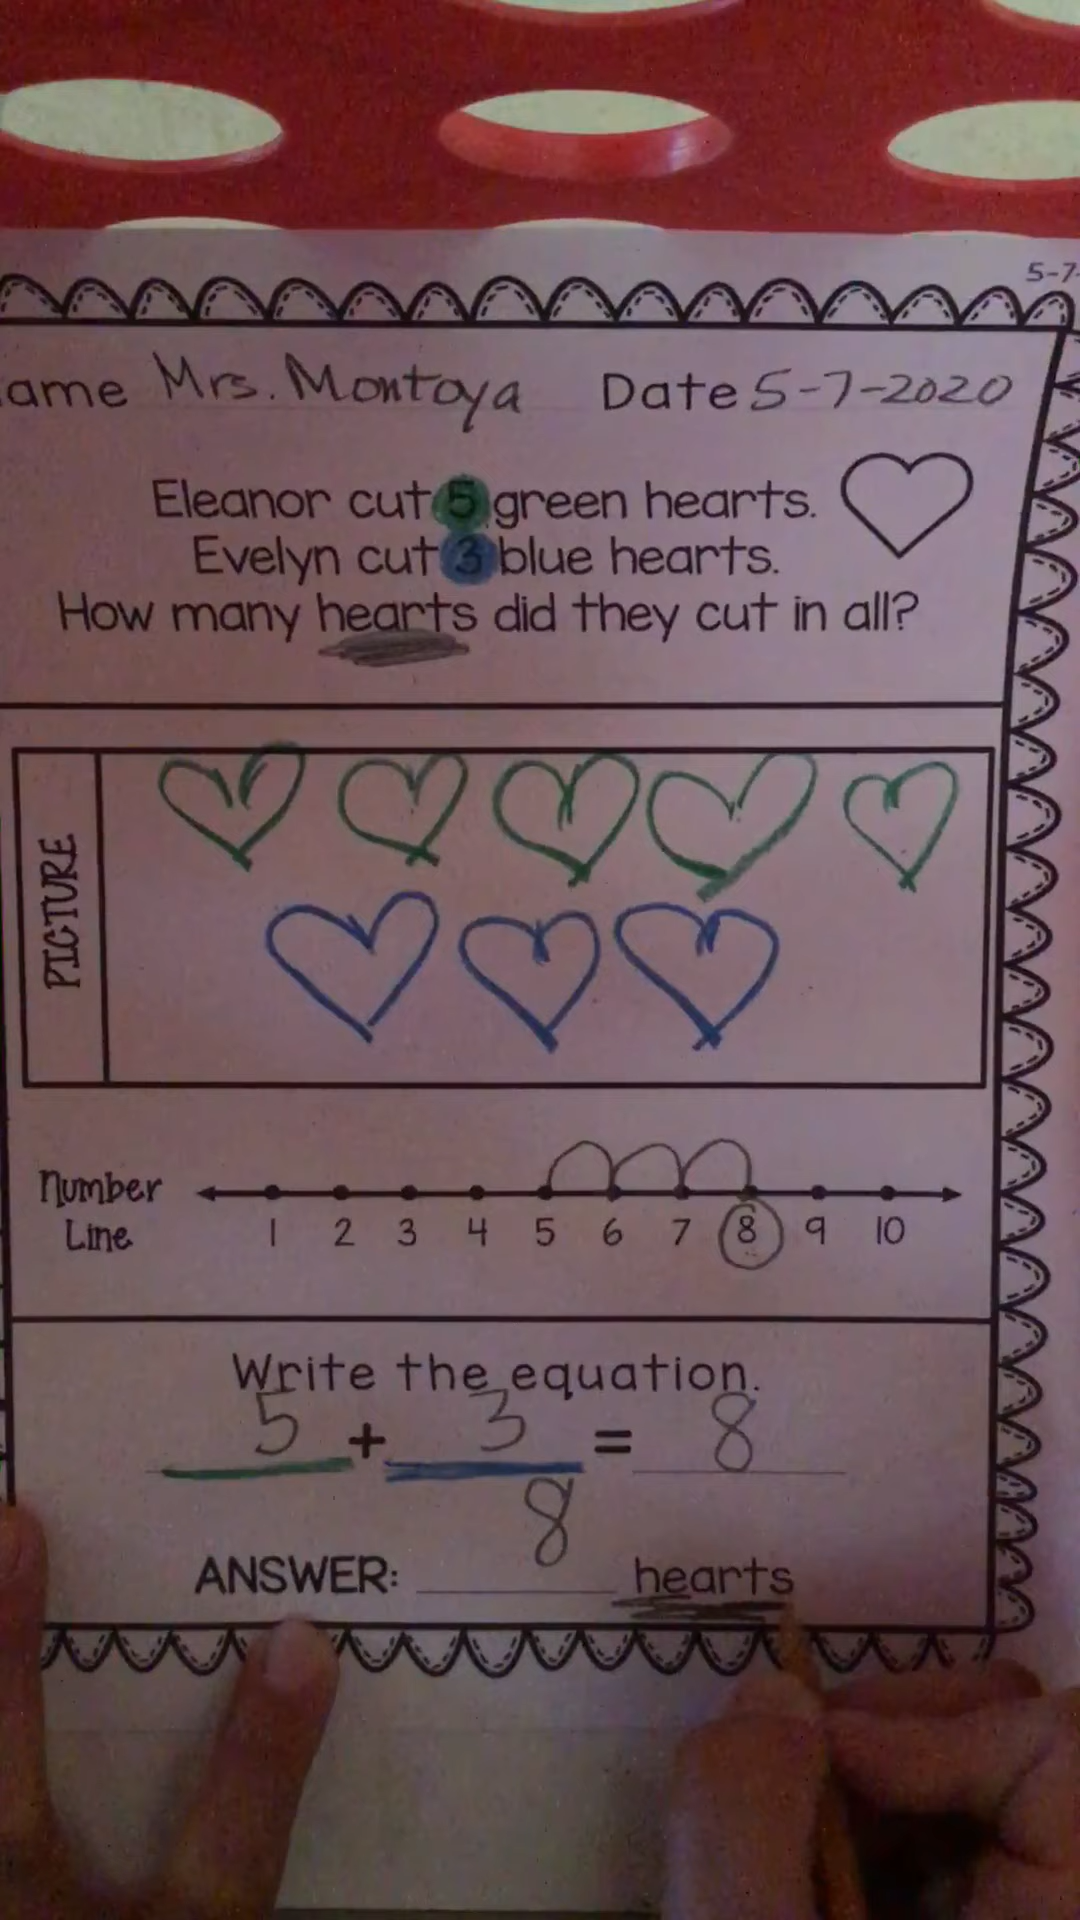 5-7-
ame Mrs. Montoya Date 5-7-2020
Eleanor cut 5 green hearts.
Evelyn cut 3 blue hearts.
How many hearts did they cut in all?
PICTURE
Number Line
1 2 3 4 5 6 7 8 9 10
Write the equation.
5 + 3 = 8
8
ANSWER: hearts